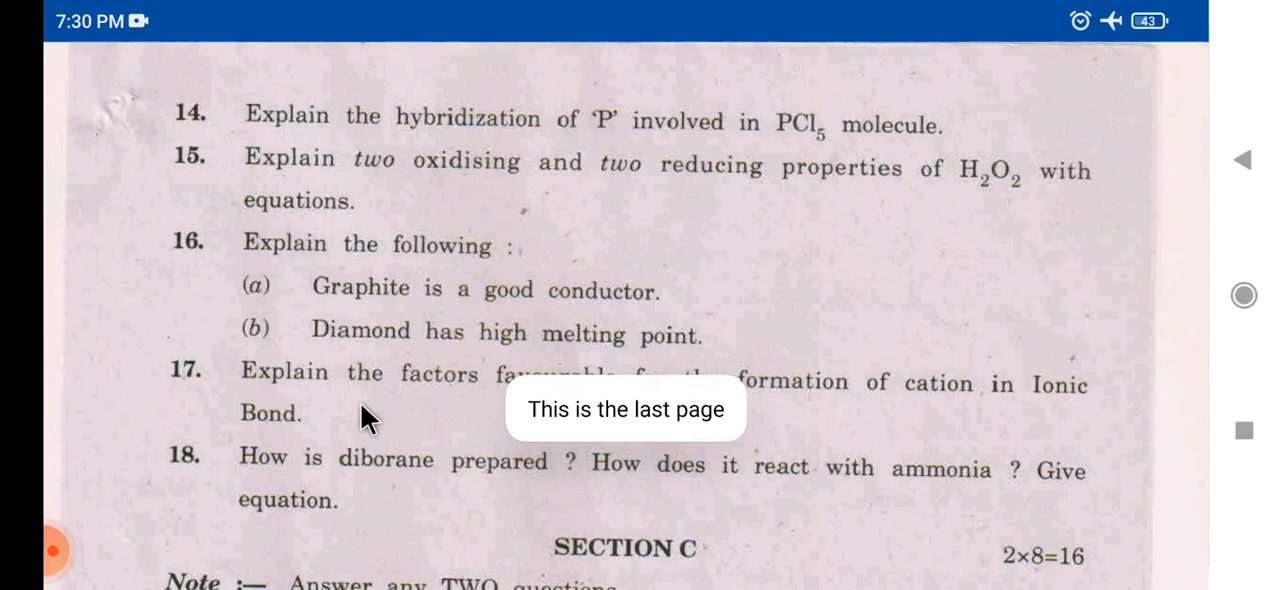 7:30 PM
43
14. Explain the hybridization of ‘P’ involved in PCl5 molecule.
15. Explain two oxidising and two reducing properties of H2O2 with
equations.
16. Explain the following :
(a) Graphite is a good conductor.
(b) Diamond has high melting point.
17. Explain the factors formation of cation in Ionic
This is the last page
Bond.
18. How is diborane prepared ? How does it react with ammonia ? Give
equation.
SECTION C 2×8=16
Note :— Answer any TWO questions